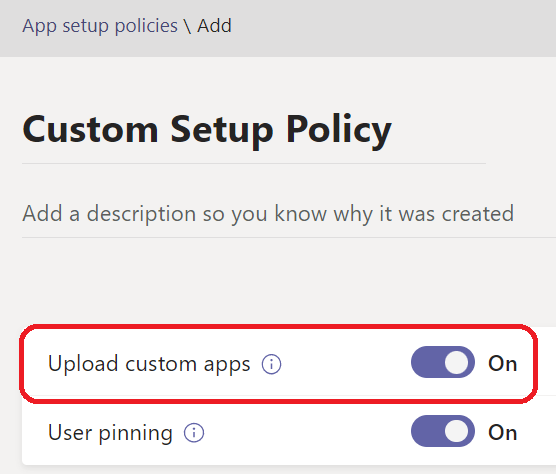 App setup policies \ Add
Custom Setup Policy
Add a description so you know why it was created
Upload custom apps On
User pinning On